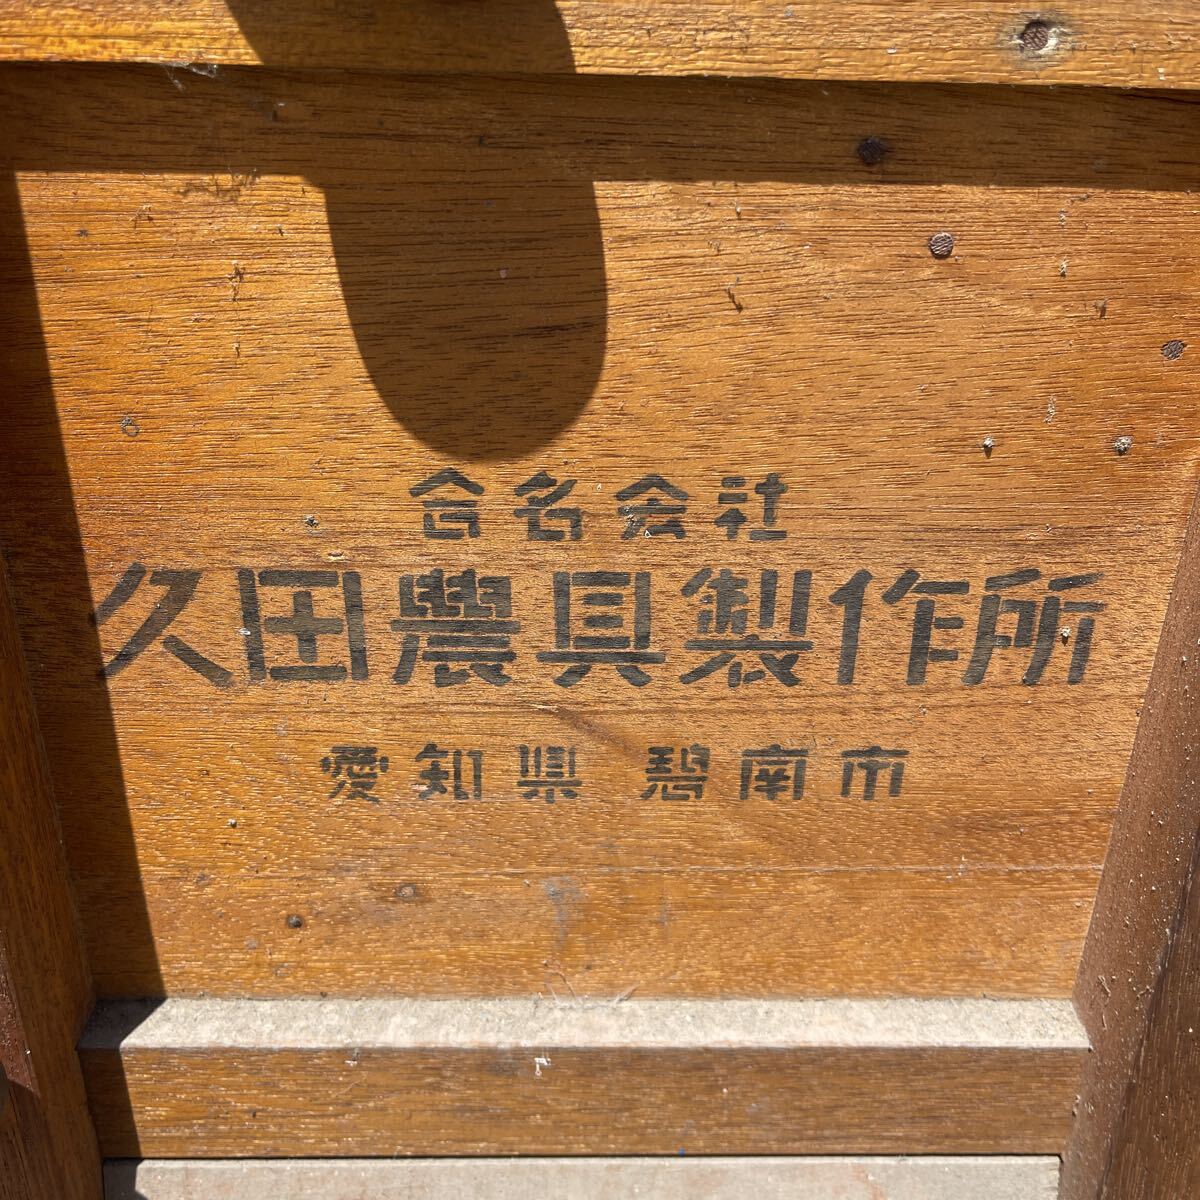 合名会社
久田農具製作所
愛知県 碧南市